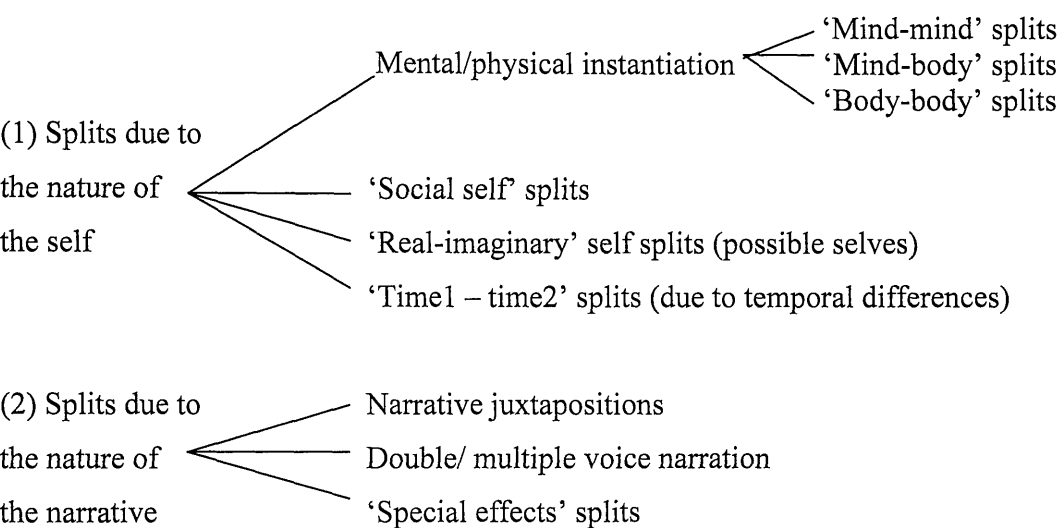 Mental/physical instantiation
‘Mind-mind’ splits
‘Mind-body’ splits
‘Body-body’ splits
(1) Splits due to
the nature of
the self
‘Social self’ splits
‘Real-imaginary’ self splits (possible selves)
‘Time1 – time2’ splits (due to temporal differences)
(2) Splits due to
the nature of
the narrative
Narrative juxtapositions
Double/ multiple voice narration
‘Special effects’ splits